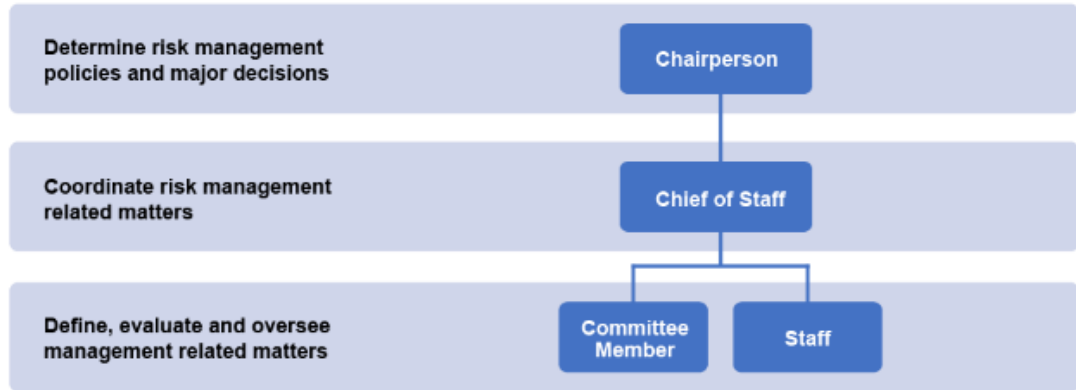 Determine risk management
policies and major decisions
Chairperson
Coordinate risk management
related matters
Chief of Staff
Define, evaluate and oversee
management related matters
Committee
Member
Staff